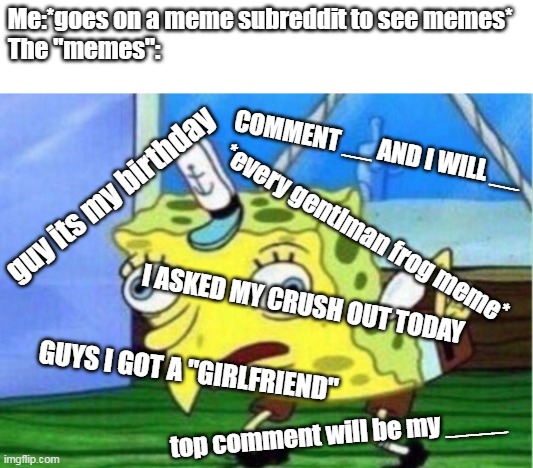 Me:*goes on a meme subreddit to see memes*
The "memes":
guy its my birthday
COMMENT __ AND I WILL __
*every gentlman frog meme*
I ASKED MY CRUSH OUT TODAY
GUYS I GOT A "GIRLFRIEND"
top comment will be my ____
imgflip.com